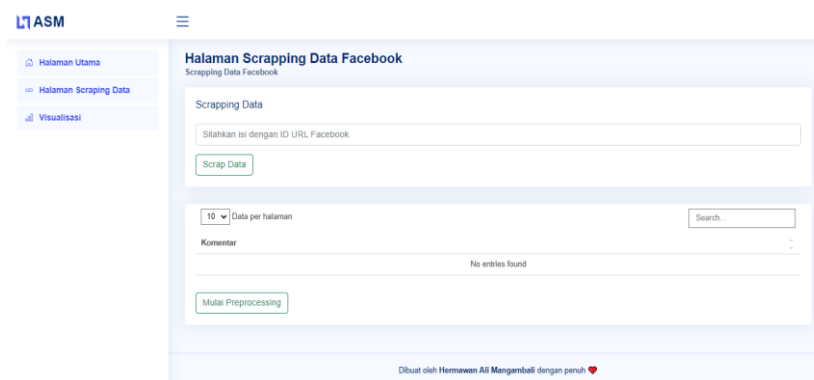 ASM
Halaman Utama
Halaman Scraping Data
Visualisasi
Halaman Scrapping Data Facebook
Scrapping Data Facebook
Scrapping Data
Silahkan isi dengan ID URL Facebook
Scrap Data
10 Data per halaman
Search...
Komentar
No entries found
Mulai Preprocessing
Dibuat oleh Hermawan Ali Mangambali dengan penuh ❤